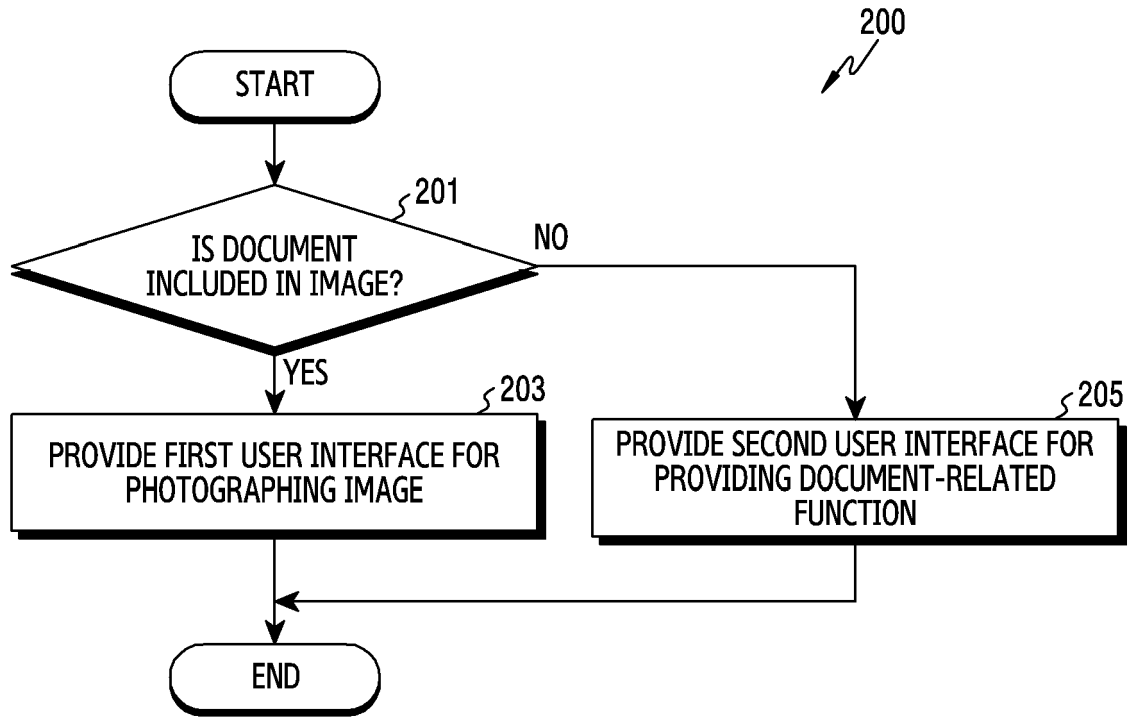 200
START
201
IS DOCUMENT
INCLUDED IN IMAGE?
NO
YES
203
PROVIDE FIRST USER INTERFACE FOR
PHOTOGRAPHING IMAGE
205
PROVIDE SECOND USER INTERFACE FOR
PROVIDING DOCUMENT-RELATED
FUNCTION
END